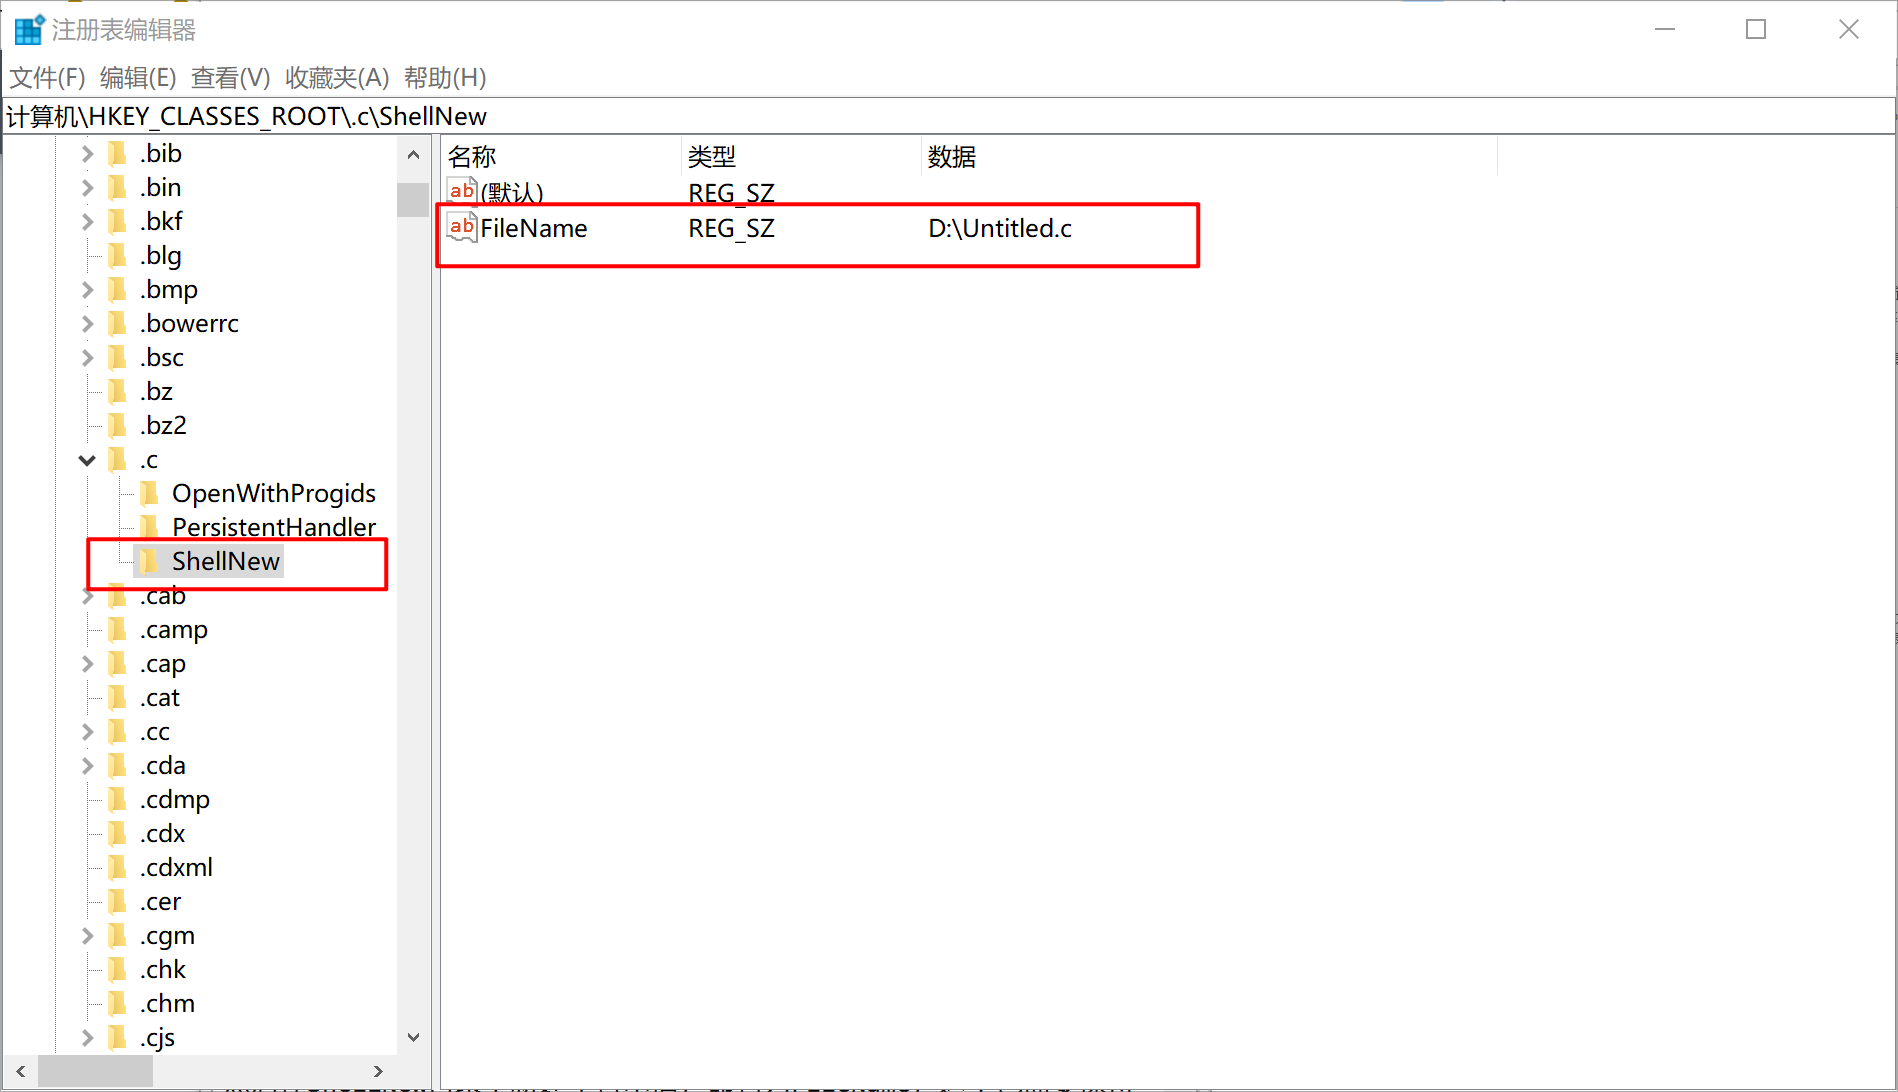 注册表编辑器
文件(F) 编辑(E) 查看(V) 收藏夹(A) 帮助(H)
计算机\HKEY_CLASSES_ROOT\.c\ShellNew
.bib
.bin
.bkf
.blg
.bmp
.bowerrc
.bsc
.bz
.bz2
.c
OpenWithProgids
PersistentHandler
ShellNew
.cab
.camp
.cap
.cat
.cc
.cda
.cdmp
.cdx
.cdxml
.cer
.cgm
.chk
.chm
.cjs
名称 类型 数据
ab (默认) REG_SZ
ab FileName REG_SZ D:\Untitled.c